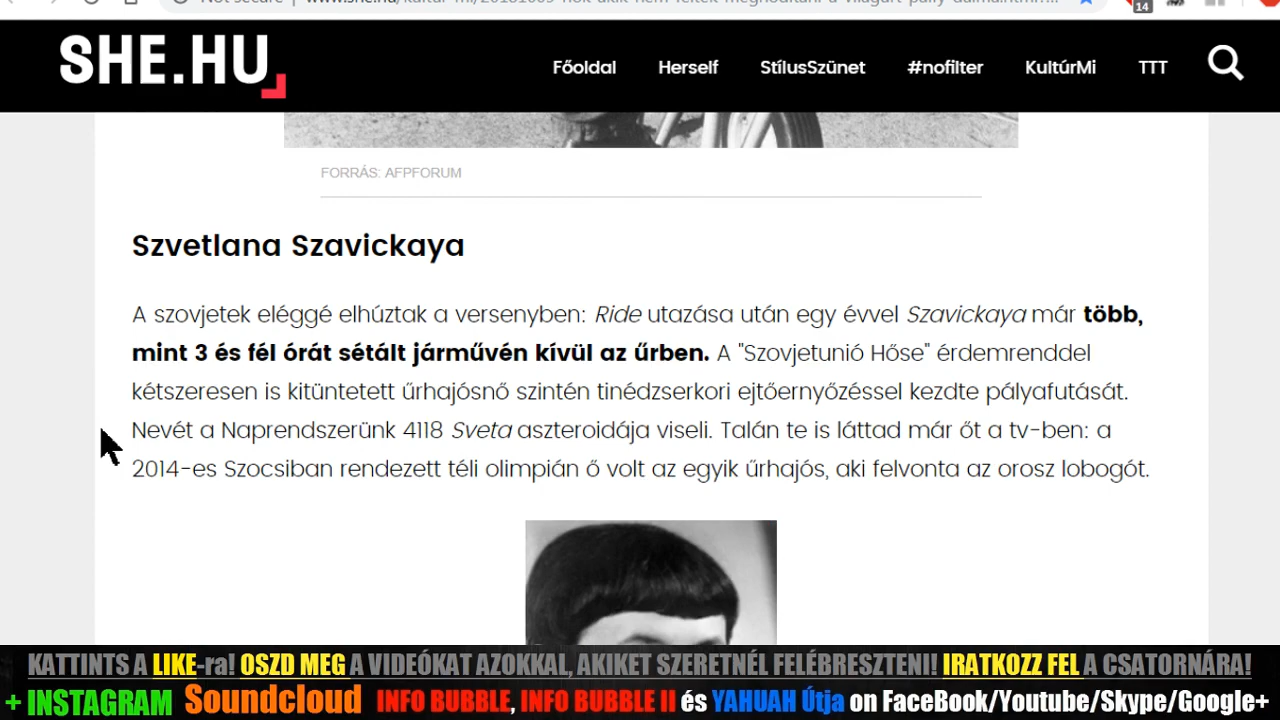 SHE.HU
Főoldal Herself StílusSzünet #nofilter KultúrMi TTT
14
FORRÁS: AFPFORUM
Szvetlana Szavickaya
A szovjetek eléggé elhúztak a versenyben: Ride utazása után egy évvel Szavickaya már több,
mint 3 és fél órát sétált járművén kívül az űrben. A "Szovjetunió Hőse" érdemrenddel
kétszeresen is kitüntetett űrhajósnő szintén tinédzserkori ejtőernyőzéssel kezdte pályafutását.
Nevét a Naprendszerünk 4118 Sveta aszteroidája viseli. Talán te is láttad már őt a tv-ben: a
2014-es Szocsiban rendezett téli olimpián ő volt az egyik űrhajós, aki felvonta az orosz lobogót.
KATTINTS A LIKE-ra! OSZD MEG A VIDEÓKAT AZOKKAL, AKIKET SZERETNÉL FELÉBRESZTENI! IRATKOZZ FEL A CSATORNÁRA!
+ INSTAGRAM Soundcloud INFO BUBBLE, INFO BUBBLE II és YAHUAH Útja on FaceBook/Youtube/Skype/Google+